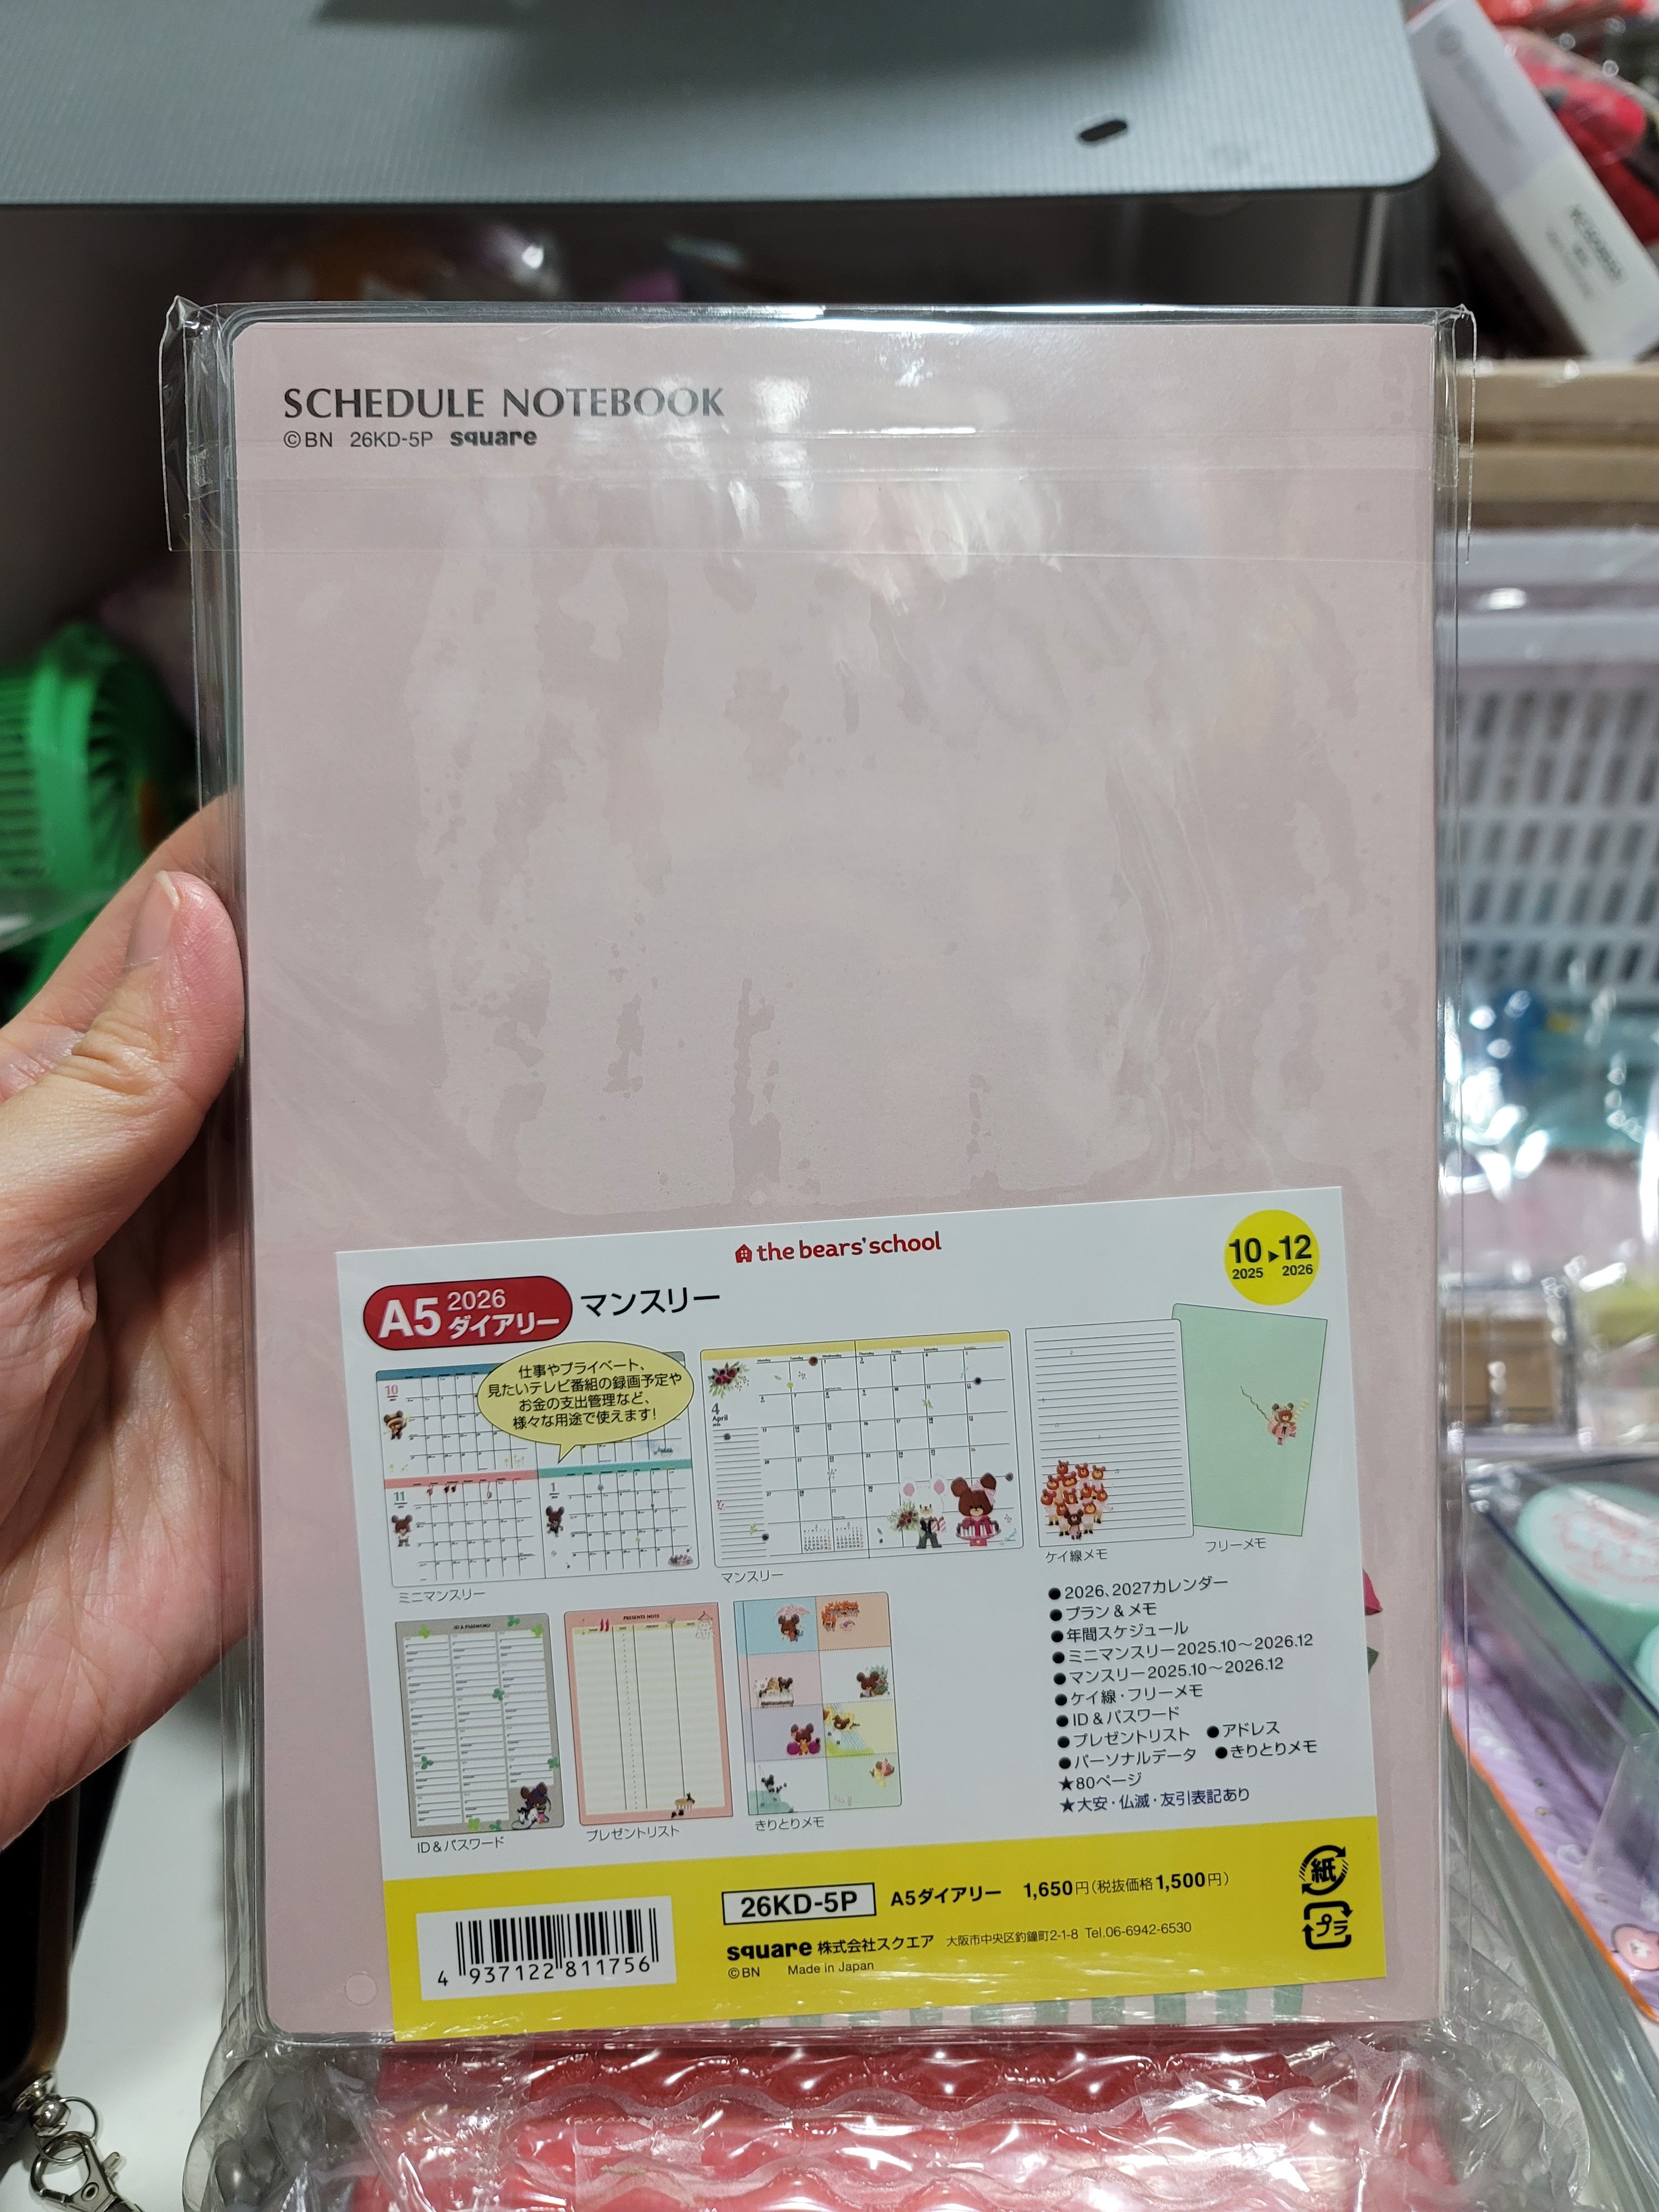 SCHEDULE NOTEBOOK
©BN 26KD-5P square
the bears' school
10▶12
2025 2026
A5 2026 ダイアリー マンスリー
仕事やプライベート、
見たいテレビ番組の録画予定や
お金の支出管理など、
様々な用途で使えます!
10
11
1
4
April
ミニマンスリー
マンスリー
ケイ線メモ
フリーメモ
ID & PASSWORD
PRESENTS NOTE
ID&パスワード
プレゼントリスト
きりとりメモ
●2026、2027カレンダー
●プラン&メモ
●年間スケジュール
●ミニマンスリー2025.10～2026.12
●マンスリー2025.10～2026.12
●ケイ線・フリーメモ
●ID&パスワード
●プレゼントリスト ●アドレス
●パーソナルデータ ●きりとりメモ
★80ページ
★大安・仏滅・友引表記あり
26KD-5P A5ダイアリー 1,650円(税抜価格1,500円)
square 株式会社スクエア 大阪市中央区釣鐘町2-1-8 Tel.06-6942-6530
©BN Made in Japan
4 937122 811756
紙
プラ